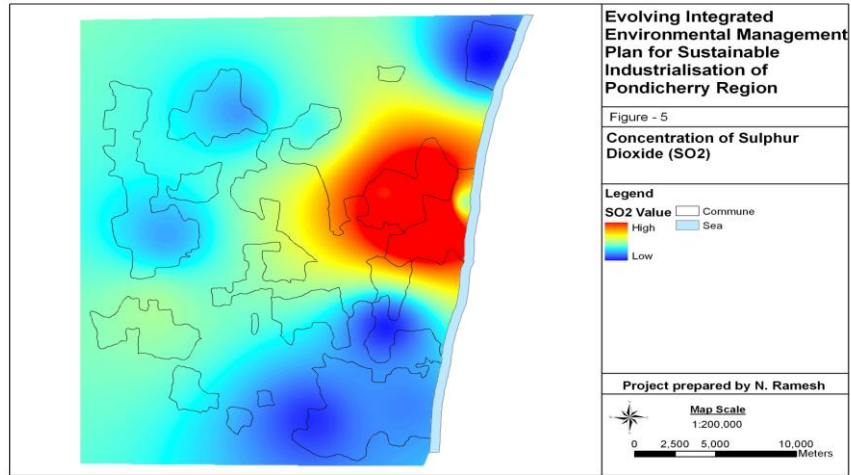 Evolving Integrated
Environmental Management
Plan for Sustainable
Industrialisation of
Pondicherry Region
Figure - 5
Concentration of Sulphur
Dioxide (SO2)
Legend
SO2 Value
High
Low
Commune
Sea
Project prepared by N. Ramesh
Map Scale
1:200,000
0 2,500 5,000 10,000
Meters